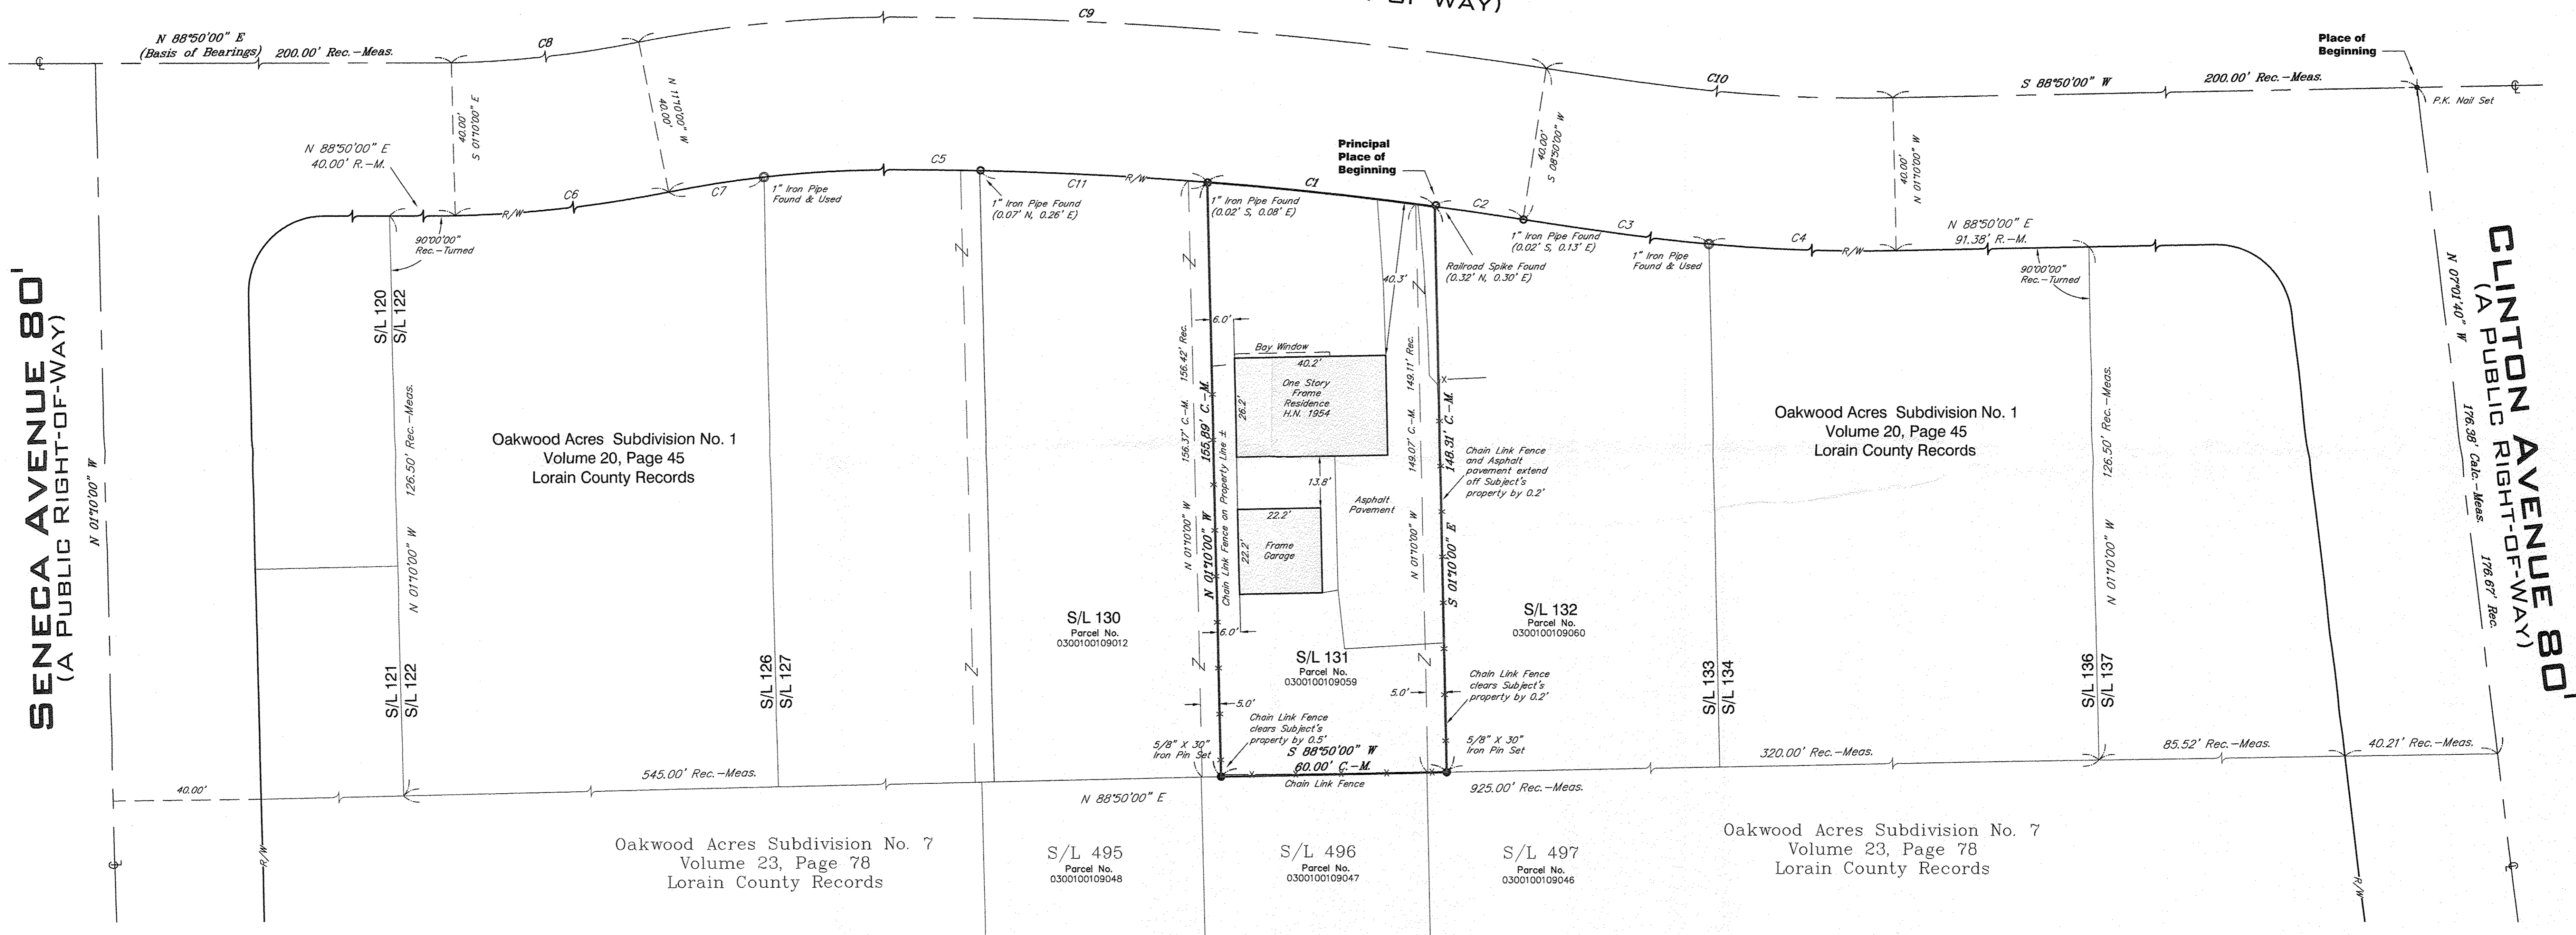 OF WAY)
N 88°50'00" E
(Basis of Bearings) 200.00' Rec.-Meas.
C8
C9
C10
S 88°50'00" W
200.00' Rec.-Meas.
Place of
Beginning
P.K. Nail Set
40.00'
S 01°10'00" E
N 11°10'00" W
40.00'
40.00'
S 08°50'00" W
40.00'
N 01°10'00" W
N 88°50'00" E
40.00' R.-M.
R/W
C6
C7
C5
C11
R/W
C1
C2
C3
C4
R/W
N 88°50'00" E
91.38' R.-M.
Principal
Place of
Beginning
90°00'00"
Rec.-Turned
1" Iron Pipe
Found & Used
1" Iron Pipe Found
(0.07' N, 0.26' E)
1" Iron Pipe Found
(0.02' S, 0.08' E)
1" Iron Pipe Found
(0.02' S, 0.13' E)
1" Iron Pipe
Found & Used
Railroad Spike Found
(0.32' N, 0.30' E)
90°00'00"
Rec.-Turned
SENECA AVENUE 80'
(A PUBLIC RIGHT-OF-WAY)
N 01°10'00" W
S/L 120
S/L 122
126.50' Rec.-Meas.
N 01°10'00" W
S/L 121
S/L 122
Oakwood Acres Subdivision No. 1
Volume 20, Page 45
Lorain County Records
S/L 126
S/L 127
S/L 130
Parcel No.
0300100109012
156.37' C.-M. 156.42' Rec.
N 01°10'00" W
N 01°10'00" W 155.89' C.-M.
Chain Link Fence on Property Line ±
6.0'
40.3'
Bay Window
40.2'
26.2'
One Story
Frame
Residence
H.N. 1954
13.8'
22.2'
22.2'
Frame
Garage
Asphalt
Pavement
6.0'
149.07' C.-M. 149.11' Rec.
N 01°10'00" W
S 01°10'00" E 148.31' C.-M.
Chain Link Fence
and Asphalt
pavement extend
off Subject's
property by 0.2'
S/L 131
Parcel No.
0300100109059
S/L 132
Parcel No.
0300100109060
5.0'
5.0'
Chain Link Fence
clears Subject's
property by 0.5'
Chain Link Fence
clears Subject's
property by 0.2'
5/8" X 30"
Iron Pin Set
5/8" X 30"
Iron Pin Set
S 88°50'00" W
60.00' C.-M.
Chain Link Fence
S/L 133
S/L 134
Oakwood Acres Subdivision No. 1
Volume 20, Page 45
Lorain County Records
126.50' Rec.-Meas.
N 01°10'00" W
S/L 136
S/L 137
N 07°01'40" W 176.38' Calc.-Meas. 176.67' Rec.
CLINTON AVENUE 80'
(A PUBLIC RIGHT-OF-WAY)
40.00'
545.00' Rec.-Meas.
N 88°50'00" E
925.00' Rec.-Meas.
320.00' Rec.-Meas.
85.52' Rec.-Meas.
40.21' Rec.-Meas.
R/W
R/W
Oakwood Acres Subdivision No. 7
Volume 23, Page 78
Lorain County Records
S/L 495
Parcel No.
0300100109048
S/L 496
Parcel No.
0300100109047
S/L 497
Parcel No.
0300100109046
Oakwood Acres Subdivision No. 7
Volume 23, Page 78
Lorain County Records